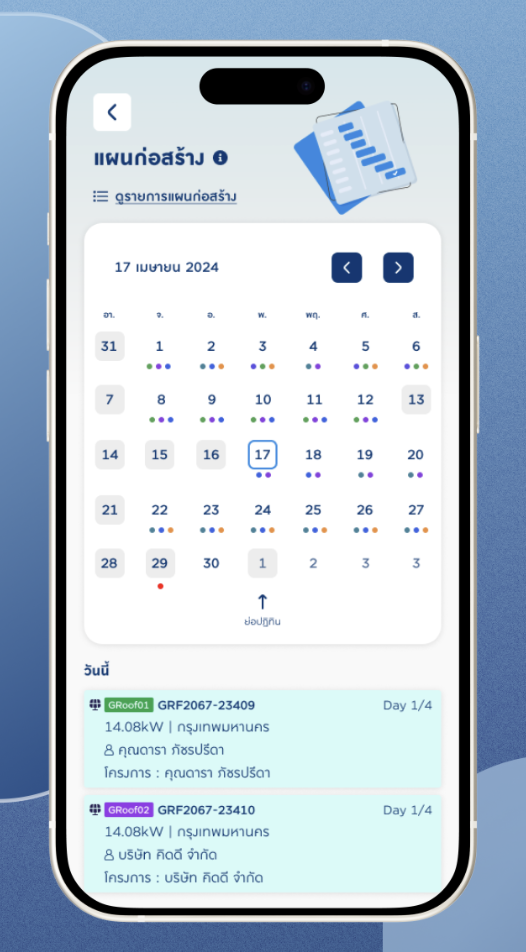 แผนก่อสร้าง
ดูรายการแผนก่อสร้าง
17 เมษายน 2024
อา. จ. อ. พ. พฤ. ศ. ส.
31 1 2 3 4 5 6
7 8 9 10 11 12 13
14 15 16 17 18 19 20
21 22 23 24 25 26 27
28 29 30 1 2 3 3
ย่อปฏิทิน
วันนี้
GRoof01 GRF2067-23409 Day 1/4
14.08kW | กรุงเทพมหานคร
คุณดารา ภัชรปรีดา
โครงการ : คุณดารา ภัชรปรีดา
GRoof02 GRF2067-23410 Day 1/4
14.08kW | กรุงเทพมหานคร
บริษัท คิดดี จำกัด
โครงการ : บริษัท คิดดี จำกัด